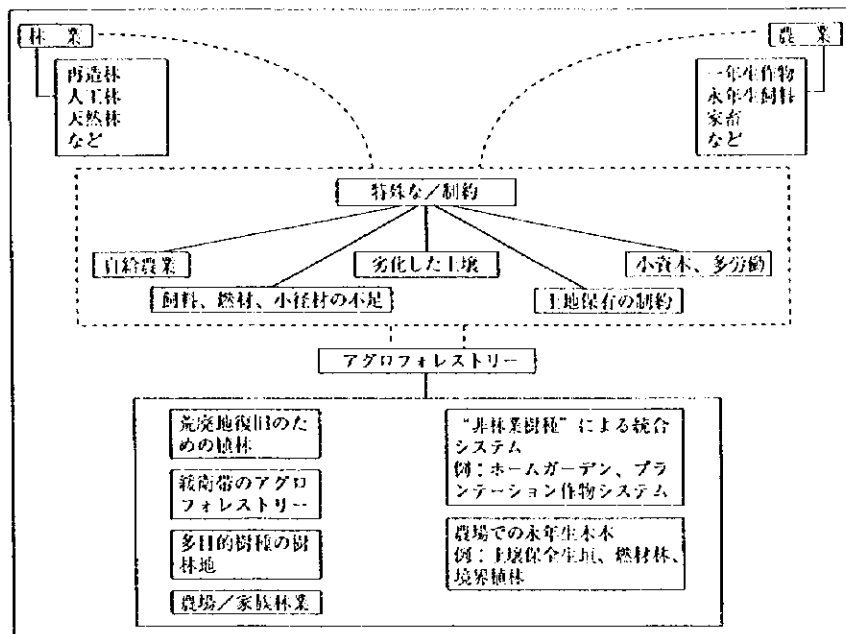 林 業
農 業
再造林
人工林
天然林
など
一年生作物
永年生飼料
家畜
など
特殊な/制約
自給農業
劣化した土壌
小資本、多労働
飼料、燃材、小径材の不足
土地保有の制約
アグロフォレストリー
荒廃地復旧のた
めの植林
緩衝帯のアグロ
フォレストリー
多目的樹種の樹
林地
農場/家族林業
“非林業樹種”による統合
システム
例:ホームガーデン、プラ
ンテーション作物システム
農場での永年生木本
例:土壌保全生垣、燃材林、
境界植林